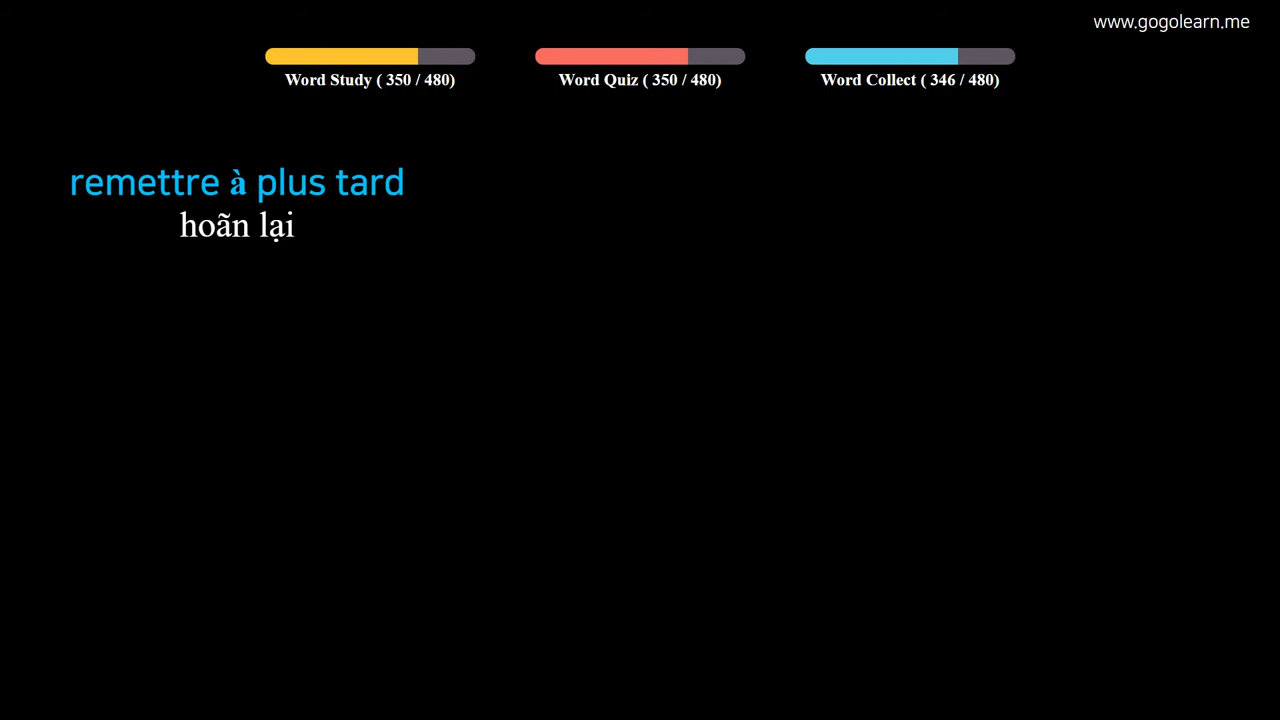 www.gogolearn.me
Word Study ( 350 / 480)
Word Quiz ( 350 / 480)
Word Collect ( 346 / 480)
remettre à plus tard
hoãn lại